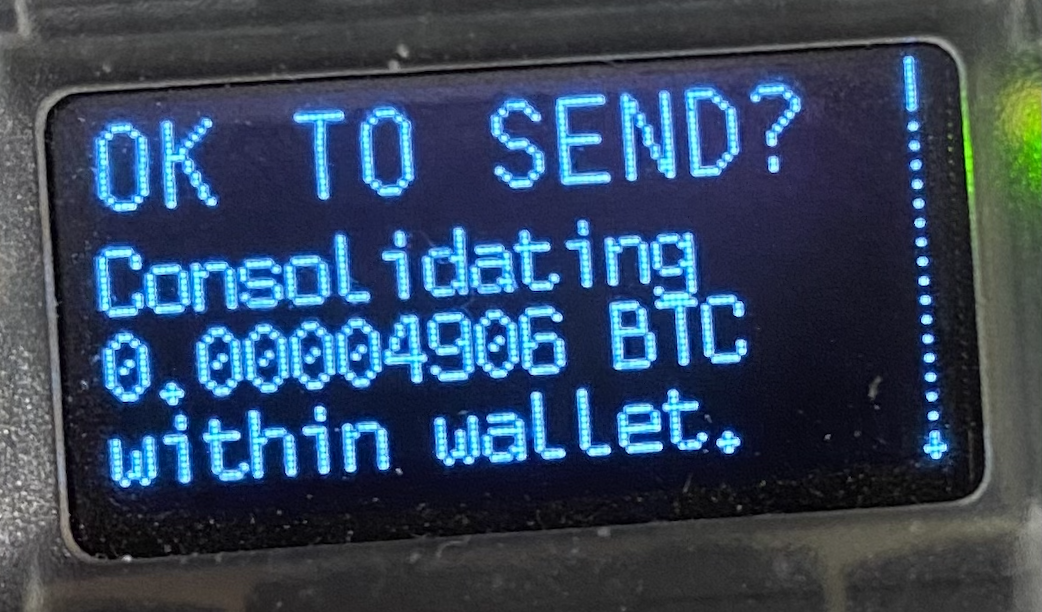 OK TO SEND?
Consolidating
0.00004906 BTC
within wallet.